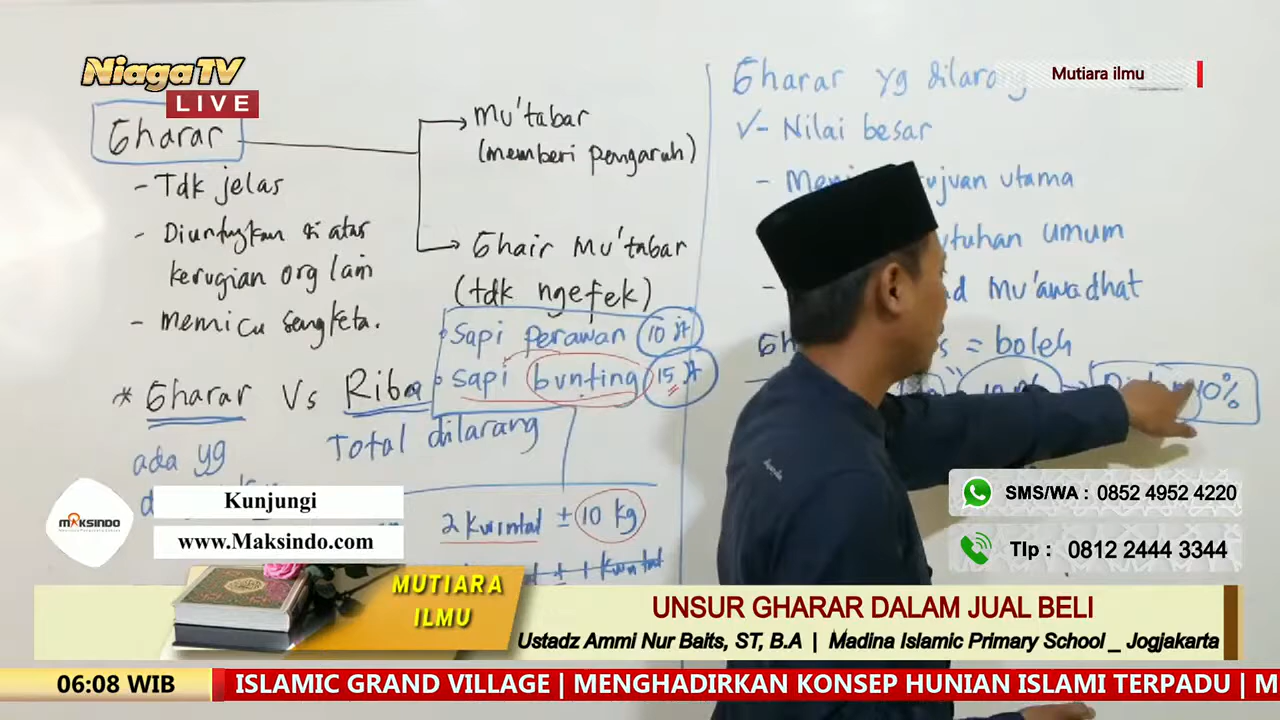 NiagaTV
LIVE
Mutiara ilmu
Gharar
- Tdk jelas
- Diuntungkan di atas
kerugian org lain
- memicu sengketa.
mu'tabar
(memberi pengaruh)
Ghair mu'tabar
(tdk ngefek)
• Sapi perawan 10 jt
• Sapi bunting 15 jt
* Gharar Vs Riba
ada yg
Total dilarang
2 kwintal ± 10 kg
± 1 kwintal
Gharar yg dilarang
✓- Nilai besar
- tujuan utama
umum
mu'awadhat
= boleh
10%
MAKSINDO
Kunjungi
www.Maksindo.com
SMS/WA : 0852 4952 4220
Tlp : 0812 2444 3344
MUTIARA
ILMU
UNSUR GHARAR DALAM JUAL BELI
Ustadz Ammi Nur Baits, ST, B.A | Madina Islamic Primary School _ Jogjakarta
06:08 WIB
ISLAMIC GRAND VILLAGE | MENGHADIRKAN KONSEP HUNIAN ISLAMI TERPADU | M